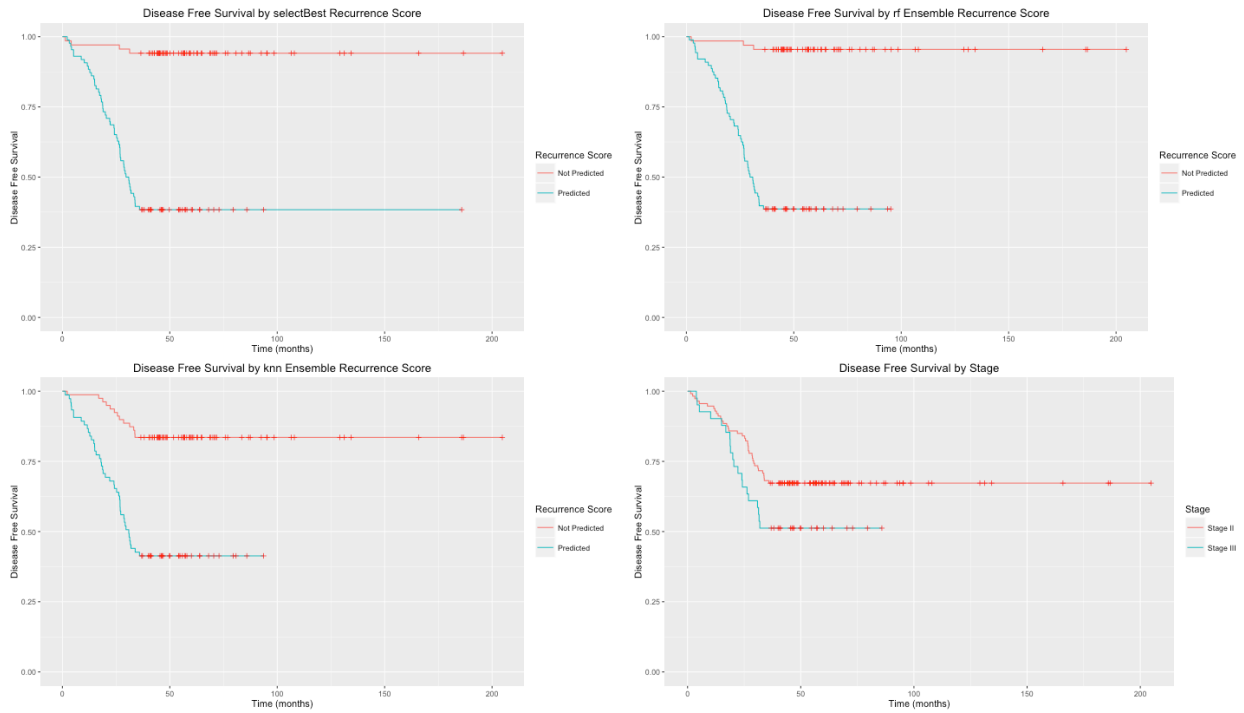 Disease Free Survival by selectBest Recurrence Score
Disease Free Survival
1.00
0.75
0.50
0.25
0.00
0 50 100 150 200
Time (months)
Recurrence Score
Not Predicted
Predicted
Disease Free Survival by rf Ensemble Recurrence Score
Disease Free Survival
1.00
0.75
0.50
0.25
0.00
0 50 100 150 200
Time (months)
Recurrence Score
Not Predicted
Predicted
Disease Free Survival by knn Ensemble Recurrence Score
Disease Free Survival
1.00
0.75
0.50
0.25
0.00
0 50 100 150 200
Time (months)
Recurrence Score
Not Predicted
Predicted
Disease Free Survival by Stage
Disease Free Survival
1.00
0.75
0.50
0.25
0.00
0 50 100 150 200
Time (months)
Stage
Stage II
Stage III